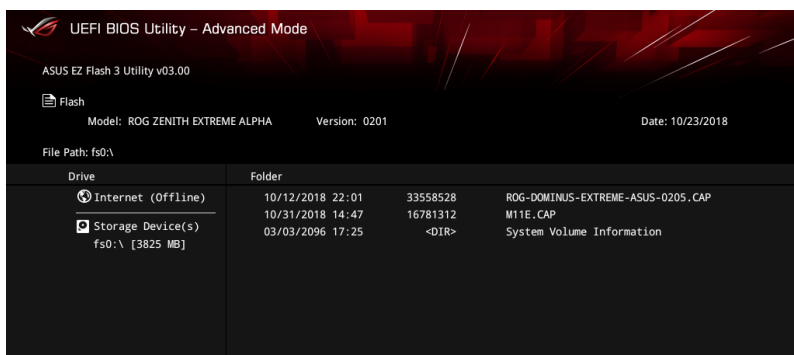 UEFI BIOS Utility – Advanced Mode
ASUS EZ Flash 3 Utility v03.00
Flash
Model: ROG ZENITH EXTREME ALPHA Version: 0201 Date: 10/23/2018
File Path: fs0:\
Drive Folder
Internet (Offline) 10/12/2018 22:01 33558528 ROG-DOMINUS-EXTREME-ASUS-0205.CAP
10/31/2018 14:47 16781312 M11E.CAP
Storage Device(s) 03/03/2096 17:25 <DIR> System Volume Information
fs0:\ [3825 MB]